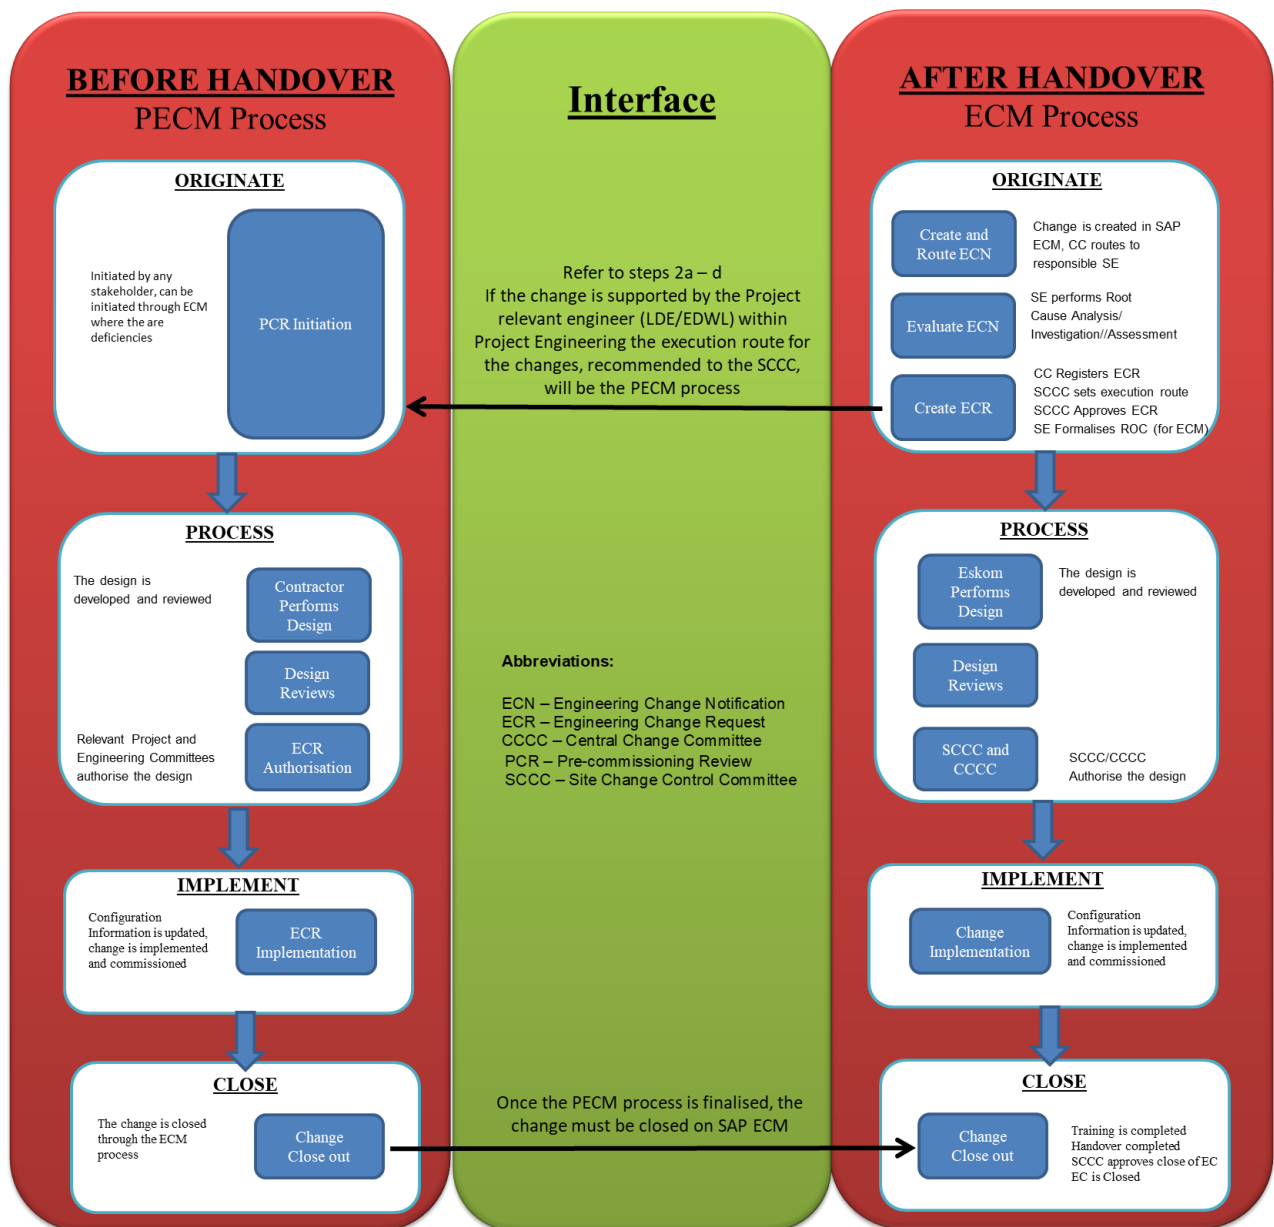 BEFORE HANDOVER
PECM Process
ORIGINATE
Initiated by any
stakeholder, can be
initiated through ECM
where the are
deficiencies
PCR Initiation
PROCESS
The design is
developed and reviewed
Contractor
Performs
Design
Design
Reviews
Relevant Project and
Engineering Committees
authorise the design
ECR
Authorisation
IMPLEMENT
Configuration
Information is updated,
change is implemented
and commissioned
ECR
Implementation
CLOSE
The change is closed
through the ECM
process
Change
Close out
Interface
Refer to steps 2a – d
If the change is supported by the Project
relevant engineer (LDE/EDWL) within
Project Engineering the execution route for
the changes, recommended to the SCCC,
will be the PECM process
Abbreviations:
ECN – Engineering Change Notification
ECR – Engineering Change Request
CCCC – Central Change Committee
PCR – Pre-commissioning Review
SCCC – Site Change Control Committee
Once the PECM process is finalised, the
change must be closed on SAP ECM
AFTER HANDOVER
ECM Process
ORIGINATE
Create and
Route ECN
Change is created in SAP
ECM, CC routes to
responsible SE
Evaluate ECN
SE performs Root
Cause Analysis/
Investigation//Assessment
Create ECR
CC Registers ECR
SCCC sets execution route
SCCC Approves ECR
SE Formalises ROC (for ECM)
PROCESS
Eskom
Performs
Design
The design is
developed and reviewed
Design
Reviews
SCCC and
CCCC
SCCC/CCCC
Authorise the design
IMPLEMENT
Change
Implementation
Configuration
Information is updated,
change is implemented
and commissioned
CLOSE
Change
Close out
Training is completed
Handover completed
SCCC approves close of EC
EC is Closed